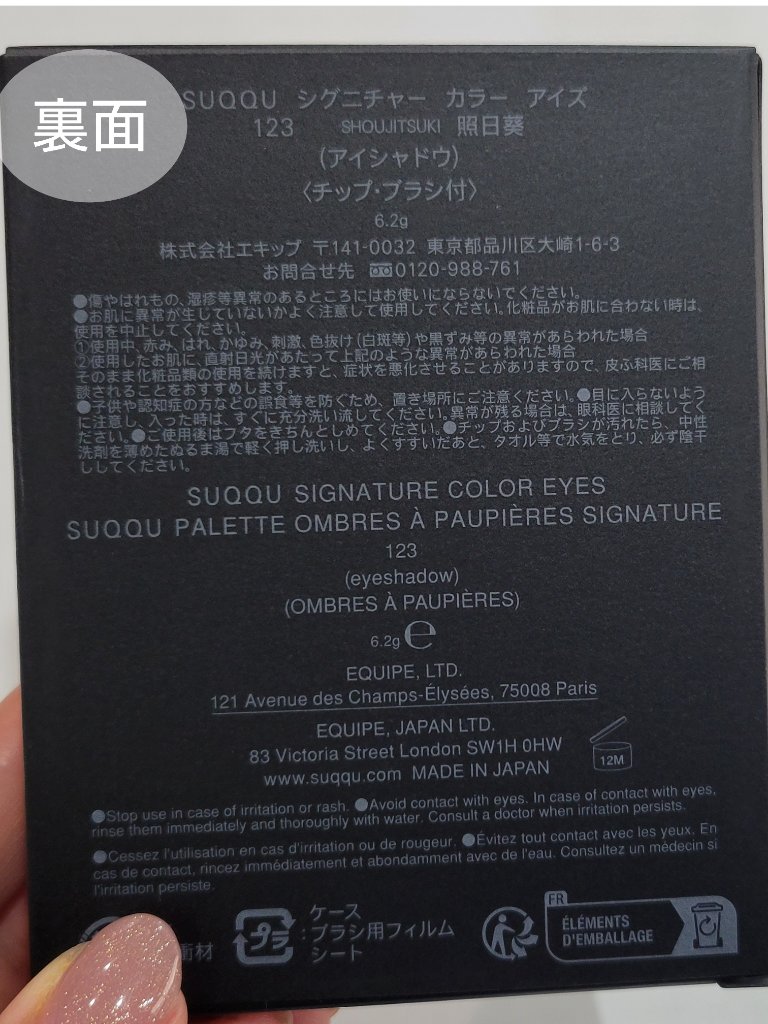 裏面
SUQQU シグニチャー カラー アイズ
123 SHOUJITSUKI 照日葵
(アイシャドウ)
〈チップ・ブラシ付〉
6.2g
株式会社エキップ 〒141-0032 東京都品川区大崎1-6-3
お問合せ先 0120-988-761
●傷やはれもの、湿疹等異常のあるところにはお使いにならないでください。
●お肌に異常が生じていないかよく注意して使用してください。化粧品がお肌に合わない時は、
使用を中止してください。
①使用中、赤み、はれ、かゆみ、刺激、色抜け(白斑等)や黒ずみ等の異常があらわれた場合
②使用したお肌に、直射日光があたって上記のような異常があらわれた場合
そのまま化粧品類の使用を続けますと、症状を悪化させることがありますので、皮ふ科医にご相
談されることをおすすめします。
●子供や認知症の方などの誤食等を防ぐため、置き場所にご注意ください。●目に入らないよう
に注意し、入った時は、すぐに充分洗い流してください。異常が残る場合は、眼科医に相談してく
ださい。●ご使用後はフタをきちんとしめてください。●チップおよびブラシが汚れたら、中性
洗剤を薄めたぬるま湯で軽く押し洗いし、よくすすいだあと、タオル等で水気をとり、必ず陰干
ししてください。
SUQQU SIGNATURE COLOR EYES
SUQQU PALETTE OMBRES À PAUPIÈRES SIGNATURE
123
(eyeshadow)
(OMBRES À PAUPIÈRES)
6.2g ℮
EQUIPE, LTD.
121 Avenue des Champs-Élysées, 75008 Paris
EQUIPE, JAPAN LTD.
83 Victoria Street London SW1H 0HW
12M
www.suqqu.com MADE IN JAPAN
●Stop use in case of irritation or rash. ●Avoid contact with eyes. In case of contact with eyes,
rinse them immediately and thoroughly with water. Consult a doctor when irritation persists.
●Cessez l'utilisation en cas d'irritation ou de rougeur. ●Évitez tout contact avec les yeux. En
cas de contact, rincez immédiatement et abondamment avec de l'eau. Consultez un médecin si
l'irritation persiste.
衝材
プラ
:
ケース
ブラシ用フィルム
シート
FR
ÉLÉMENTS
D'EMBALLAGE